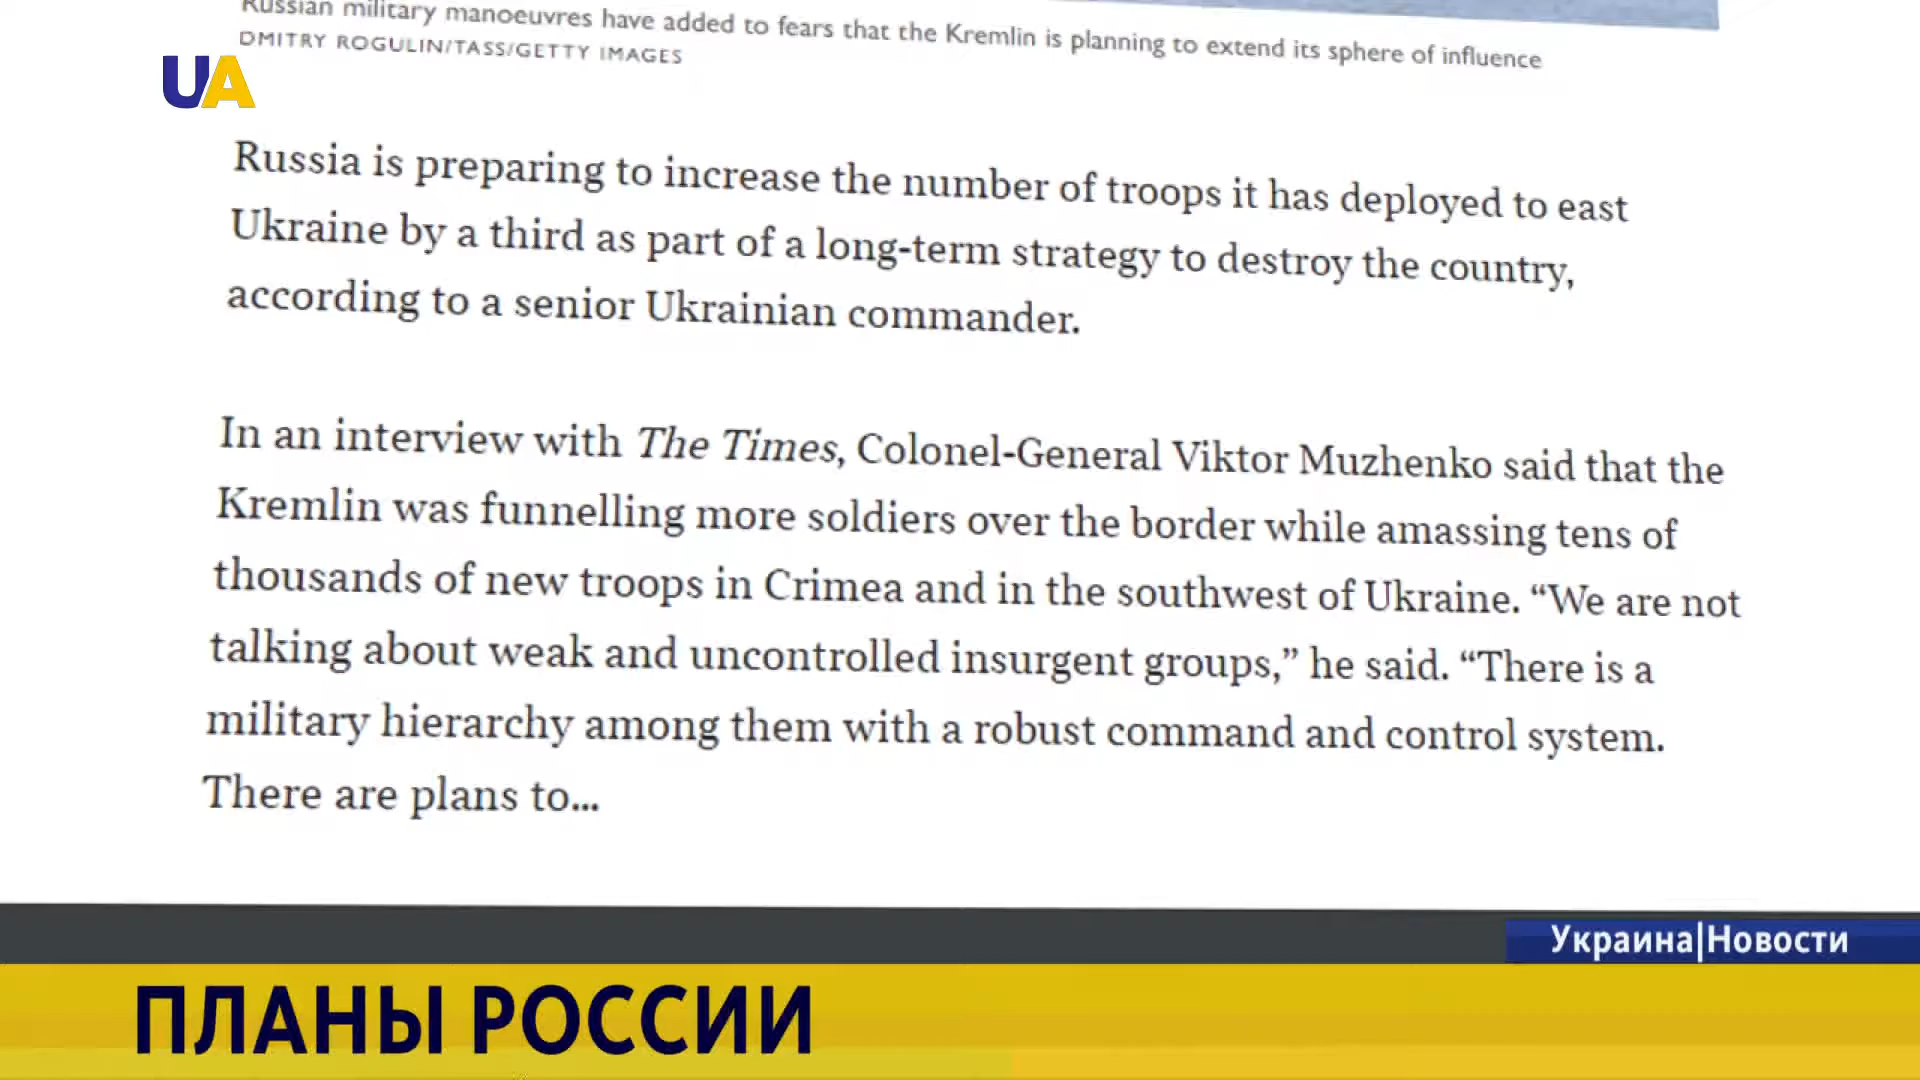 Russian military manoeuvres have added to fears that the Kremlin is planning to extend its sphere of influence
DMITRY ROGULIN/TASS/GETTY IMAGES
UA
Russia is preparing to increase the number of troops it has deployed to east
Ukraine by a third as part of a long-term strategy to destroy the country,
according to a senior Ukrainian commander.
In an interview with The Times, Colonel-General Viktor Muzhenko said that the
Kremlin was funnelling more soldiers over the border while amassing tens of
thousands of new troops in Crimea and in the southwest of Ukraine. “We are not
talking about weak and uncontrolled insurgent groups,” he said. “There is a
military hierarchy among them with a robust command and control system.
There are plans to...
Украина|Новости
ПЛАНЫ РОССИИ